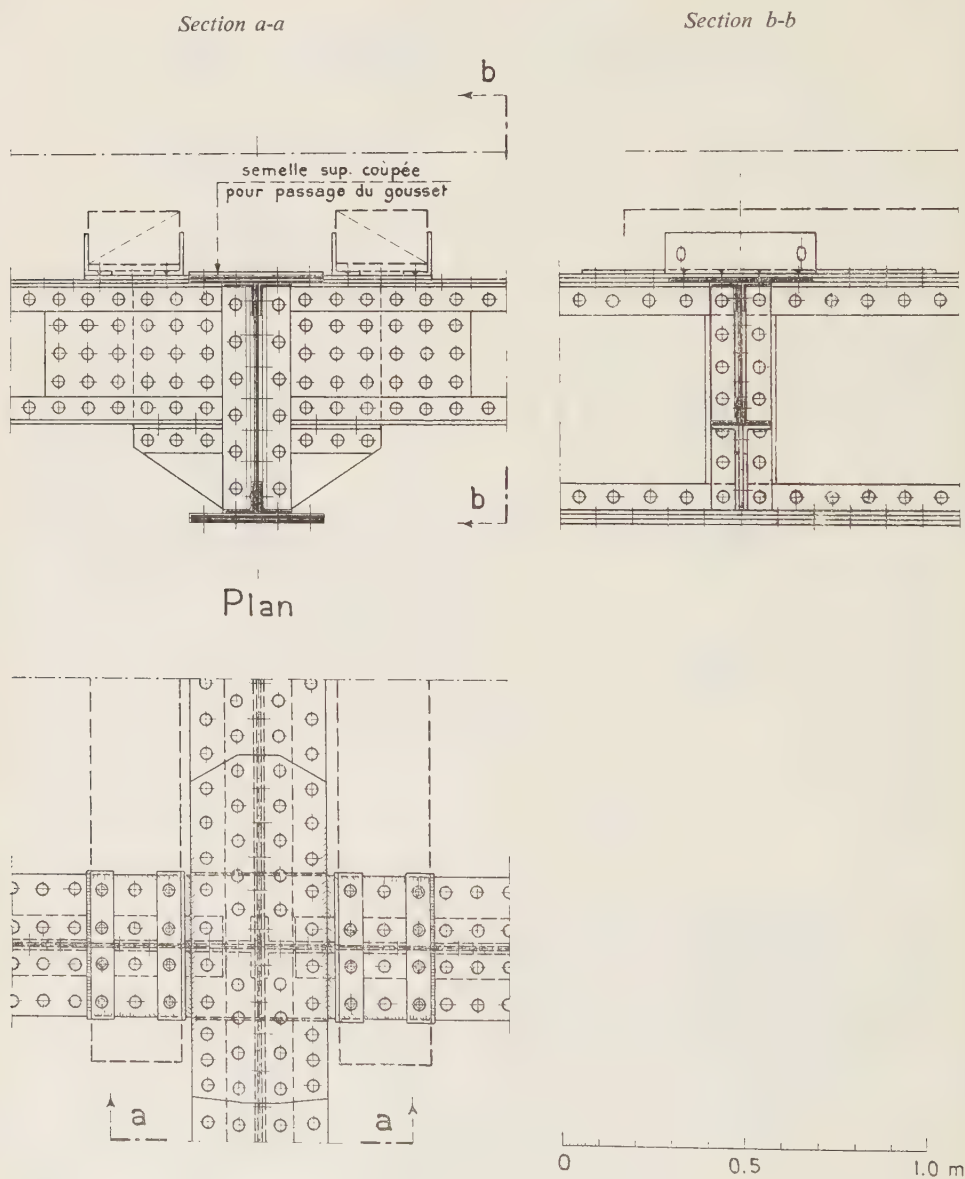 Section a-a
Section b-b
b
semelle sup. coupée
pour passage du gousset
b
Plan
a
a
0
0.5
1.0 m